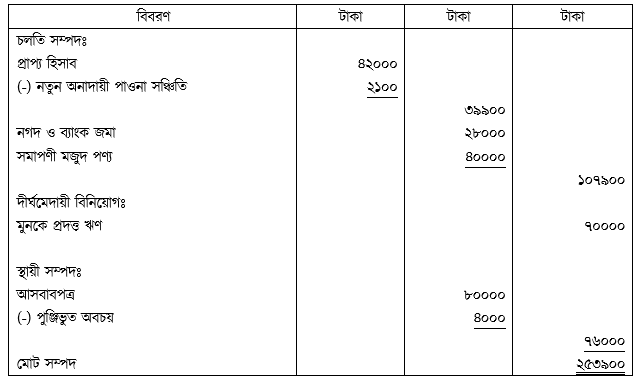 বিবরণ টাকা টাকা টাকা
চলতি সম্পদঃ
প্রাপ্য হিসাব ৪২০০০
(-) নতুন অনাদায়ী পাওনা সঞ্চিতি ২১০০
৩৯৯০০
নগদ ও ব্যাংক জমা ২৮০০০
সমাপণী মজুদ পণ্য ৪০০০০
১০৭৯০০
দীর্ঘমেদায়ী বিনিয়োগঃ
মুনকে প্রদত্ত ঋণ ৭০০০০
স্থায়ী সম্পদঃ
আসবাবপত্র ৮০০০০
(-) পুঞ্জিভুত অবচয় ৪০০০
৭৬০০০
মোট সম্পদ ২৫৩৯০০